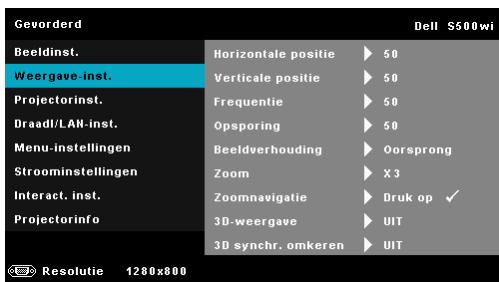 Gevorderd Dell S500wi
Beeldinst.
Weergave-inst.
Projectorinst.
Draadl/LAN-inst.
Menu-instellingen
Stroominstellingen
Interact. inst.
Projectorinfo
Horizontale positie 50
Verticale positie 50
Frequentie 50
Opsporing 50
Beeldverhouding Oorsprong
Zoom X3
Zoomnavigatie Druk op ✓
3D-weergave UIT
3D synchr. omkeren UIT
Resolutie 1280x800